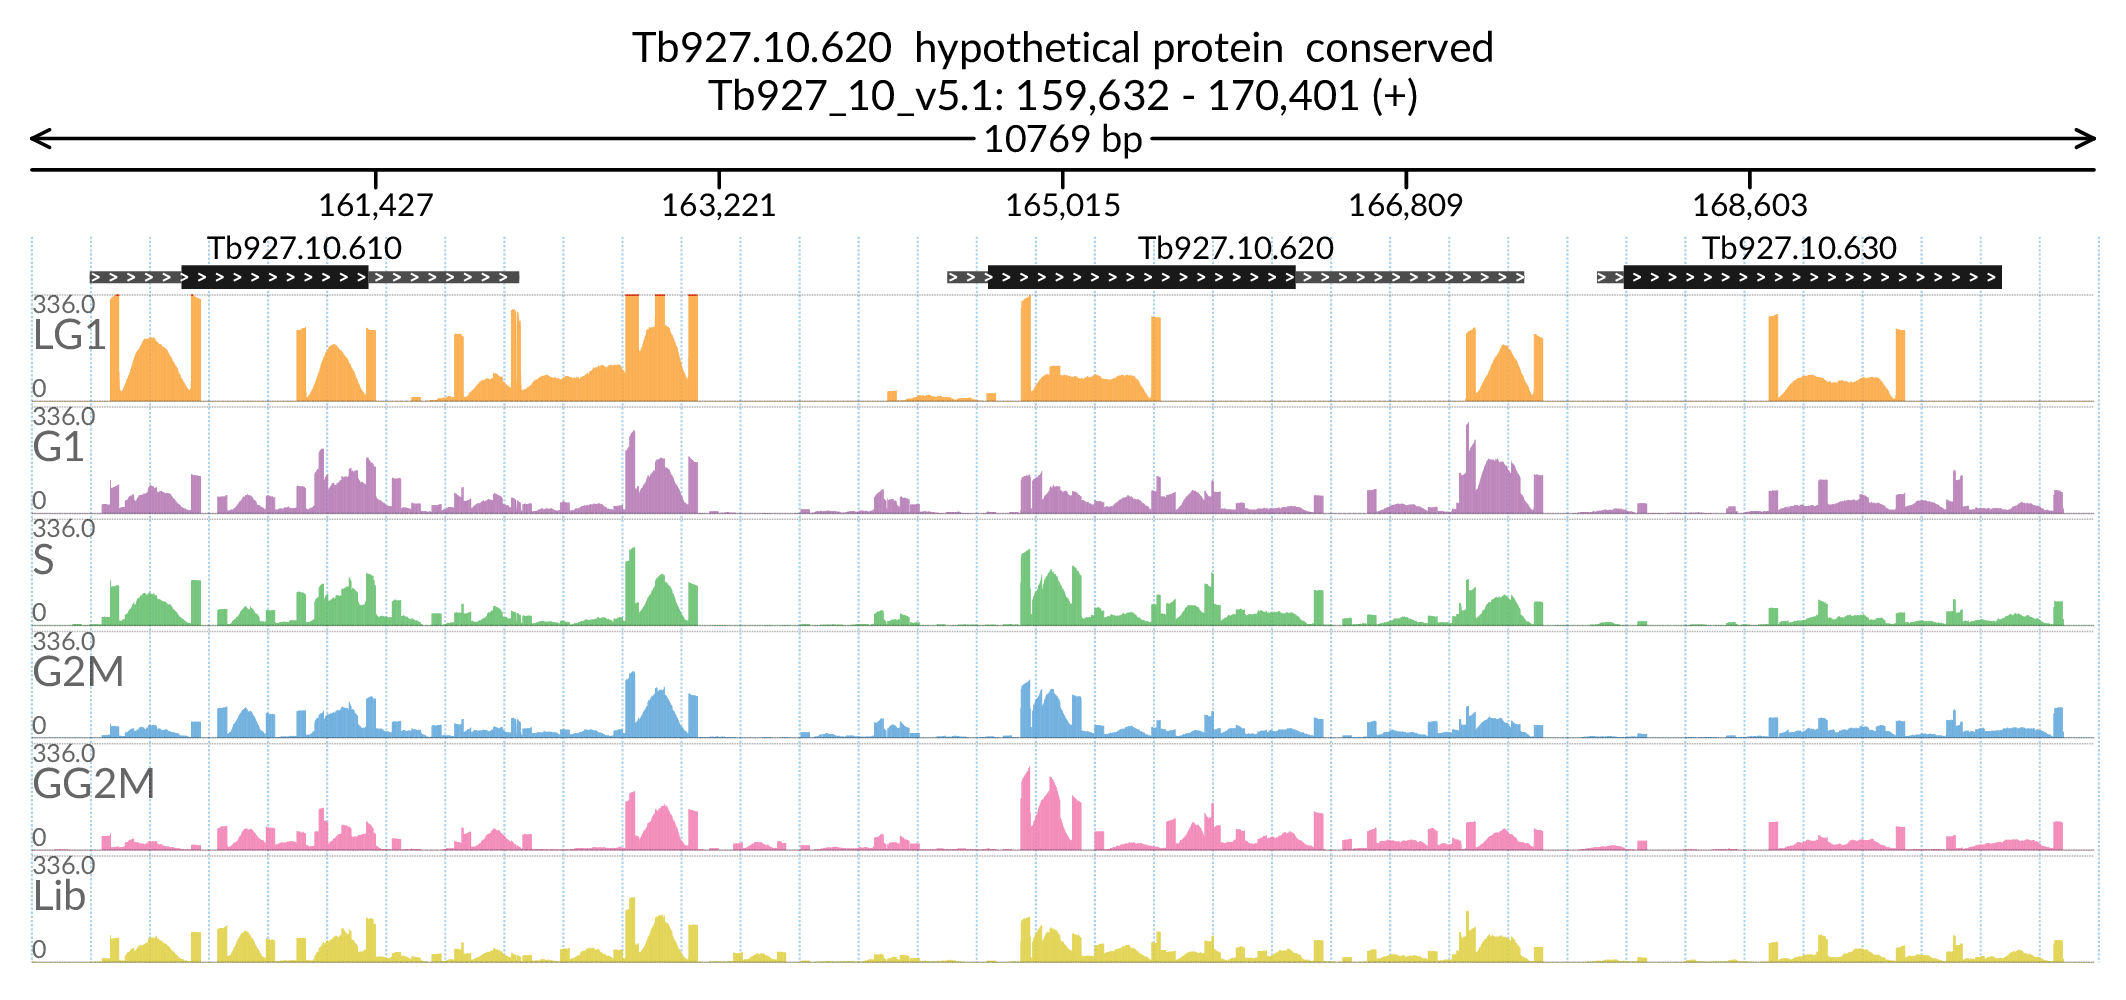 Tb927.10.620  hypothetical protein  conserved
Tb927_10_v5.1: 159,632 - 170,401 (+)
10769 bp
161,427 163,221 165,015 166,809 168,603
Tb927.10.610 Tb927.10.620 Tb927.10.630
336.0
LG1
0
336.0
G1
0
336.0
S
0
336.0
G2M
0
336.0
GG2M
0
336.0
Lib
0